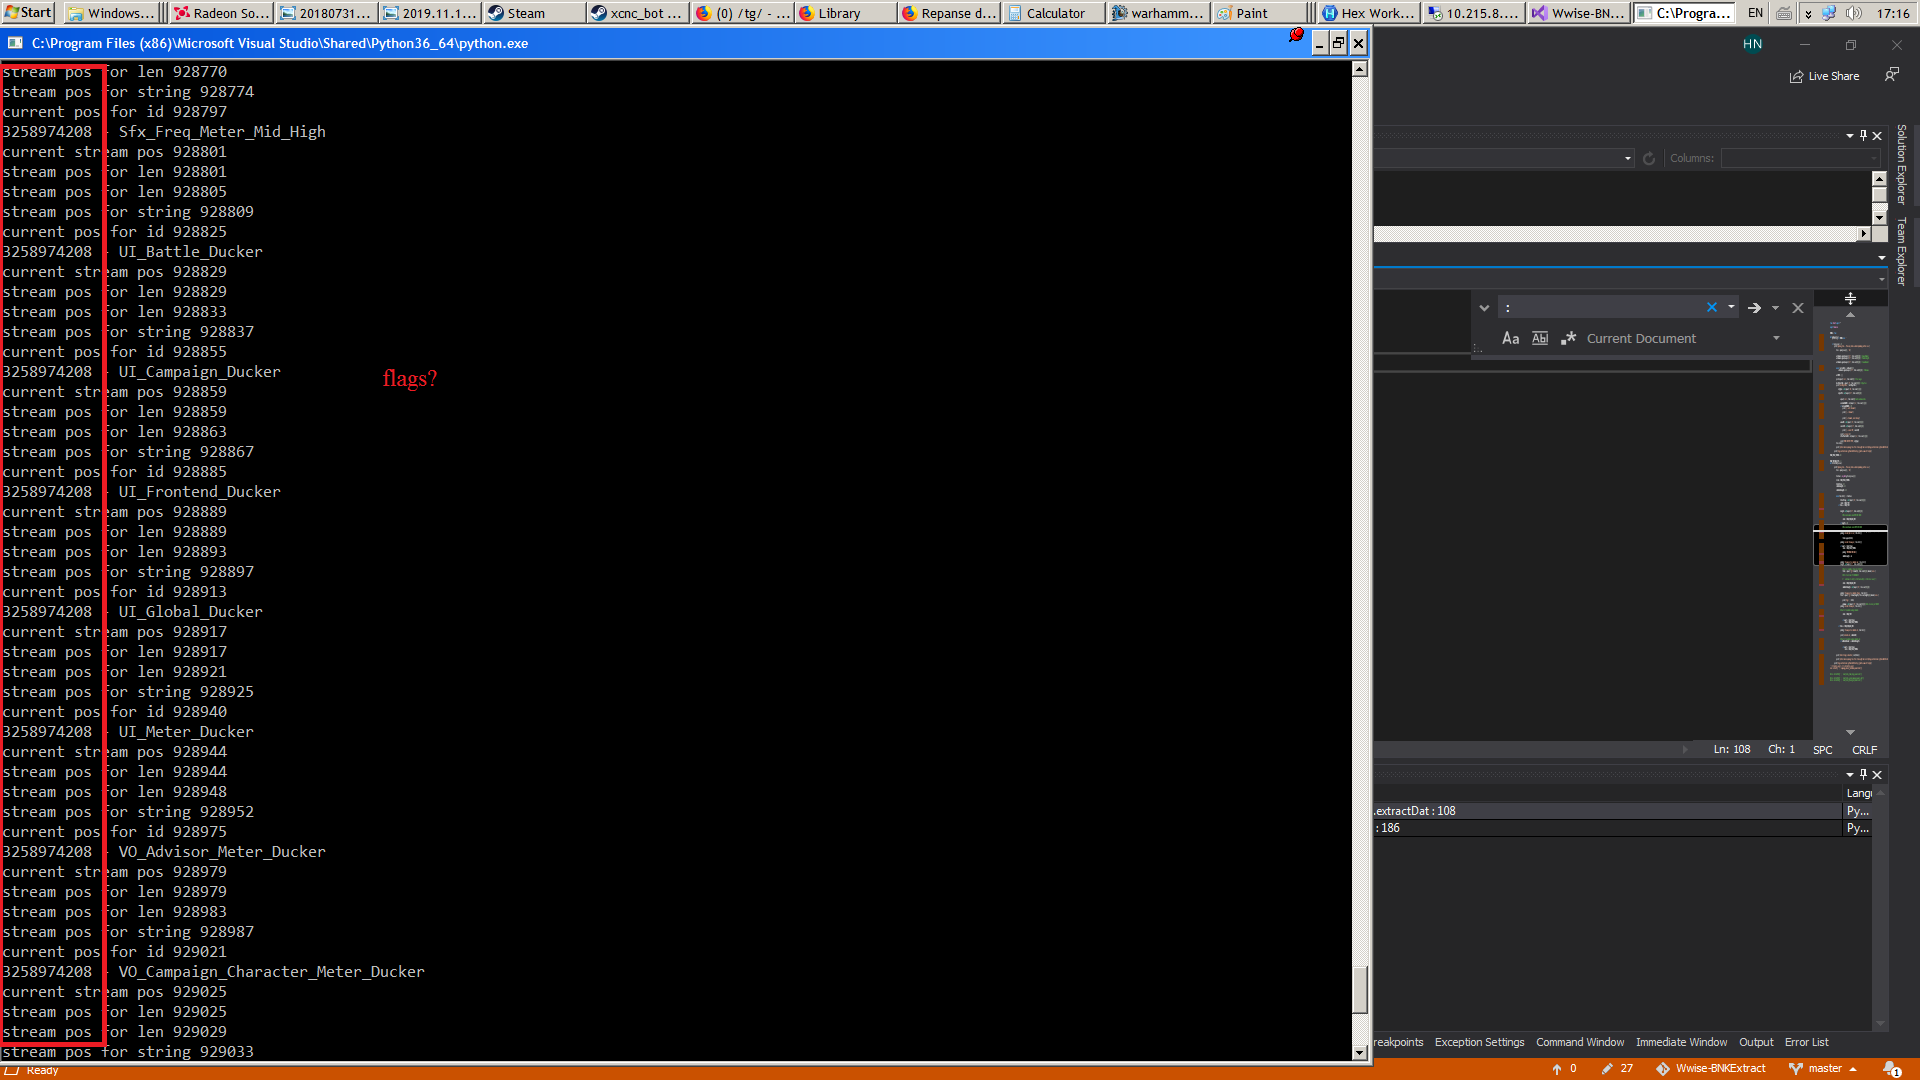 Start Windows... Radeon So... 20180731... 2019.11.1... Steam xcnc_bot ... (0) /tg/ - ... Library Repanse d... Calculator warhamm... Paint Hex Work... 10.215.8.... Wwise-BN... C:\Progra... EN 17:16
C:\Program Files (x86)\Microsoft Visual Studio\Shared\Python36_64\python.exe
HN
Live Share
stream pos for len 928770
stream pos for string 928774
current pos for id 928797
3258974208 - Sfx_Freq_Meter_Mid_High
current stream pos 928801
stream pos for len 928801
stream pos for len 928805
stream pos for string 928809
current pos for id 928825
3258974208 - UI_Battle_Ducker
current stream pos 928829
stream pos for len 928829
stream pos for len 928833
stream pos for string 928837
current pos for id 928855
3258974208 - UI_Campaign_Ducker
current stream pos 928859
stream pos for len 928859
stream pos for len 928863
stream pos for string 928867
current pos for id 928885
3258974208 - UI_Frontend_Ducker
current stream pos 928889
stream pos for len 928889
stream pos for len 928893
stream pos for string 928897
current pos for id 928913
3258974208 - UI_Global_Ducker
current stream pos 928917
stream pos for len 928917
stream pos for len 928921
stream pos for string 928925
current pos for id 928940
3258974208 - UI_Meter_Ducker
current stream pos 928944
stream pos for len 928944
stream pos for len 928948
stream pos for string 928952
current pos for id 928975
3258974208 - VO_Advisor_Meter_Ducker
current stream pos 928979
stream pos for len 928979
stream pos for len 928983
stream pos for string 928987
current pos for id 929021
3258974208 - VO_Campaign_Character_Meter_Ducker
current stream pos 929025
stream pos for len 929025
stream pos for len 929029
stream pos for string 929033
flags?
Columns:
Solution Explorer
Team Explorer
:
Aa Ab Current Document
Ln: 108 Ch: 1 SPC CRLF
Langu
.extractDat : 108 Py...
: 186 Py...
reakpoints Exception Settings Command Window Immediate Window Output Error List
Ready 0 27 Wwise-BNKExtract master 1